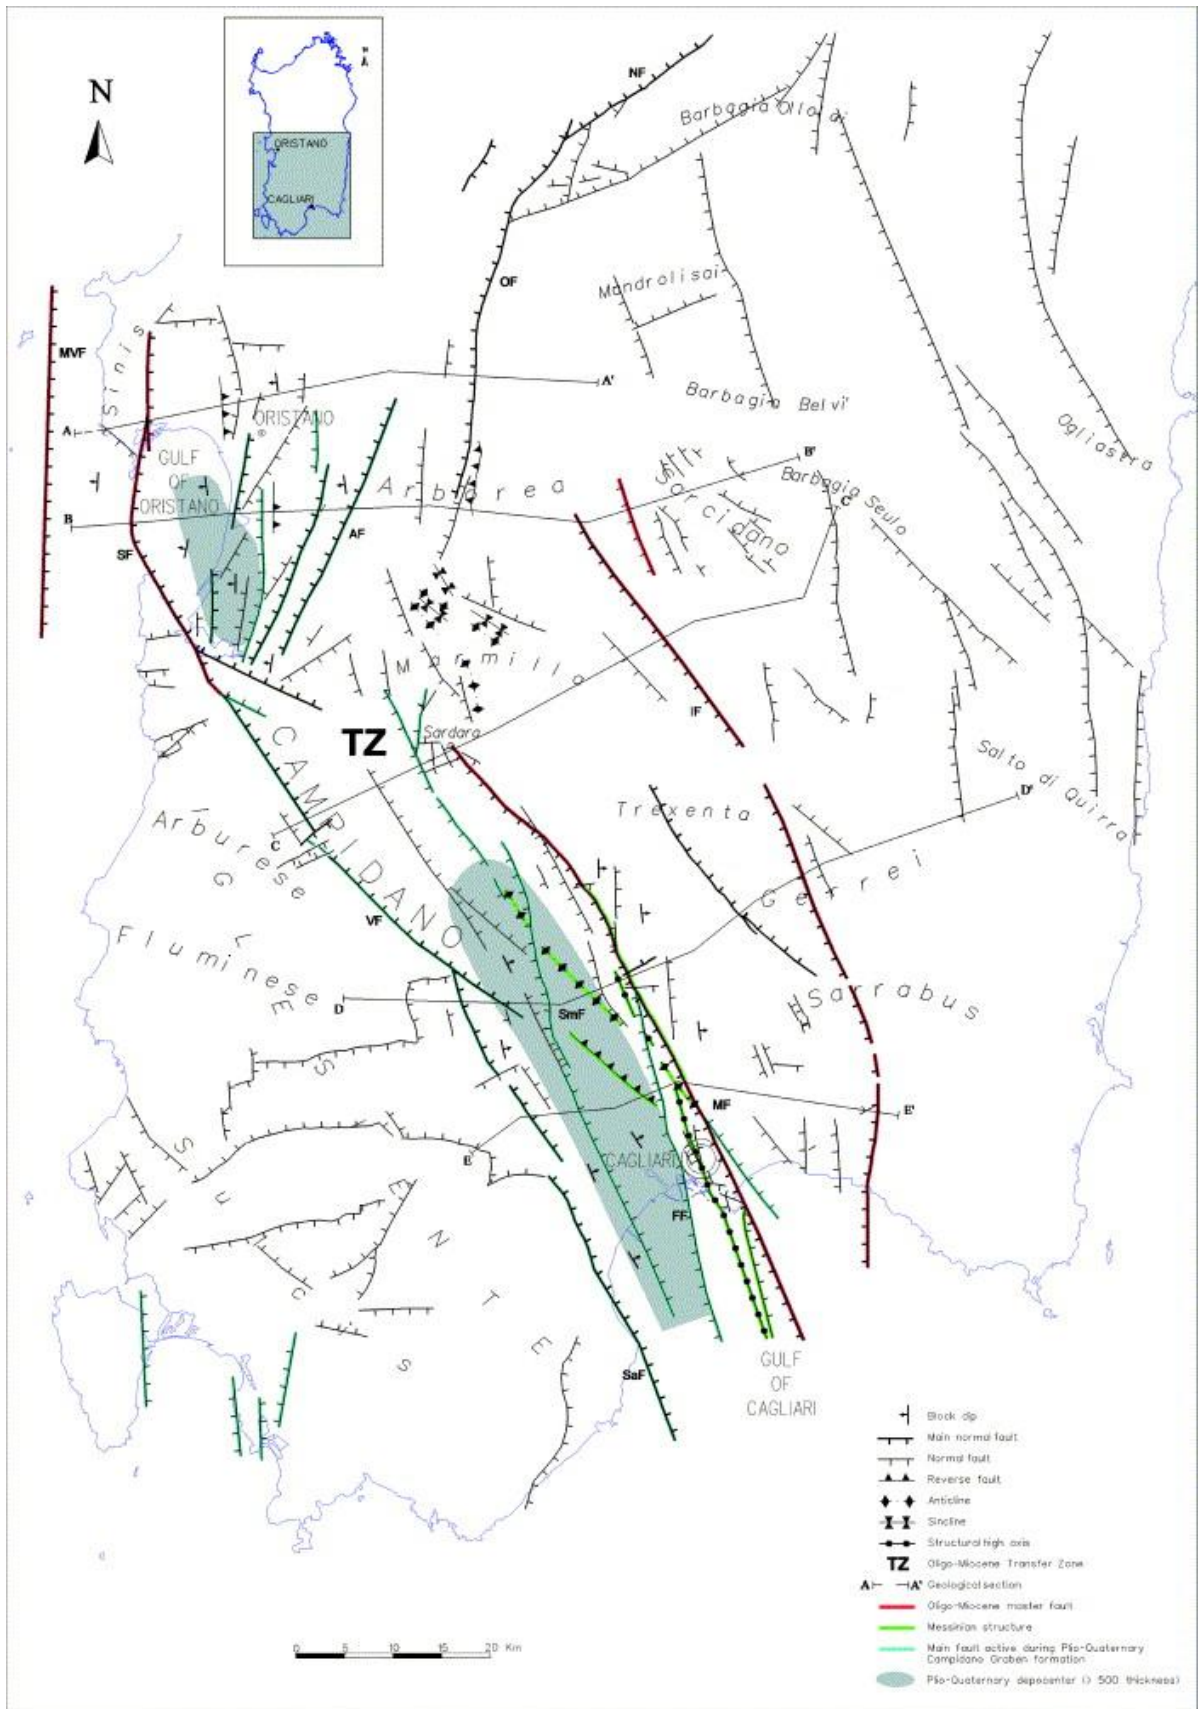 N
ORISTANO
CAGLIARI
NF
Barbagia Ollolai
OF
Mandrolisai
MVF
Sinis
A
A'
ORISTANO
Barbagia Belvi'
Ogliastra
GULF
OF
ORISTANO
B
B'
Arborea
Sarcidano
Barbagia Seulo
C'
SF
AF
Marmilla
IF
TZ
Sardara
CAMPIDANO
Trexenta
Salto di Quirra
D'
Arburese
C
VF
Gerrei
Fluminese
D
SmF
Sarrabus
IGLESIENTE
MF
E'
E
CAGLIARI
Sulcis
FF
SaF
GULF
OF
CAGLIARI
Block dip
Main normal fault
Normal fault
Reverse fault
Anticline
Sincline
Structural high axis
TZ Oligo-Miocene Transfer Zone
A A' Geological section
Oligo-Miocene master fault
Messinian structure
Main fault active during Plio-Quaternary
Campidano Graben formation
Plio-Quaternary depocenter (> 500 thickness)
0 5 10 15 20 Km